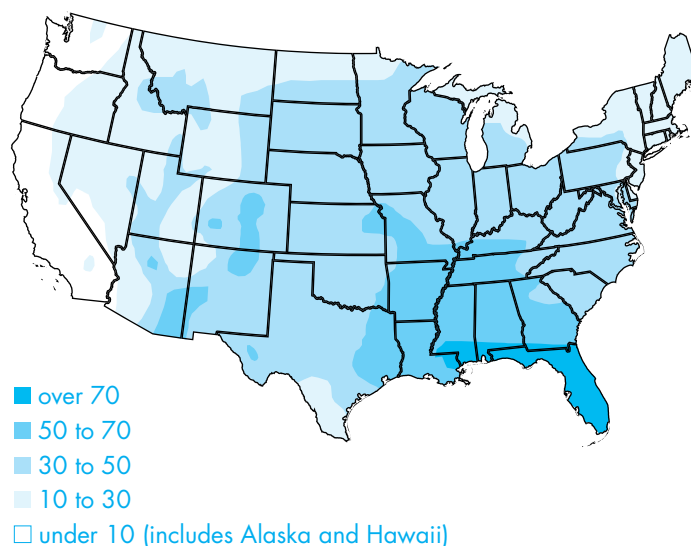 over 70
50 to 70
30 to 50
10 to 30
under 10 (includes Alaska and Hawaii)